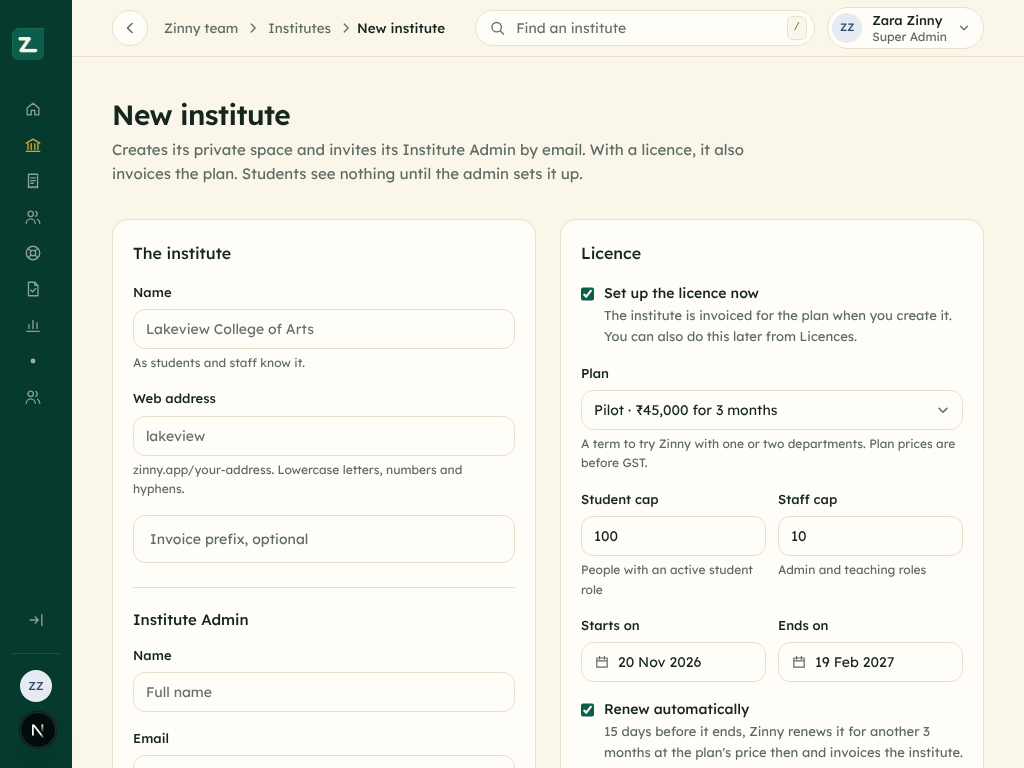 Z
Zinny team
Institutes
New institute
Find an institute
/
ZZ
Zara Zinny
Super Admin
New institute
Creates its private space and invites its Institute Admin by email. With a licence, it also
invoices the plan. Students see nothing until the admin sets it up.
The institute
Name
Lakeview College of Arts
As students and staff know it.
Web address
lakeview
zinny.app/your-address. Lowercase letters, numbers and
hyphens.
Invoice prefix, optional
Institute Admin
Name
Full name
Email
Licence
Set up the licence now
The institute is invoiced for the plan when you create it.
You can also do this later from Licences.
Plan
Pilot · ₹45,000 for 3 months
A term to try Zinny with one or two departments. Plan prices are
before GST.
Student cap
Staff cap
100
10
People with an active student
role
Admin and teaching roles
Starts on
Ends on
20 Nov 2026
19 Feb 2027
Renew automatically
15 days before it ends, Zinny renews it for another 3
months at the plan's price then and invoices the institute.
ZZ
N